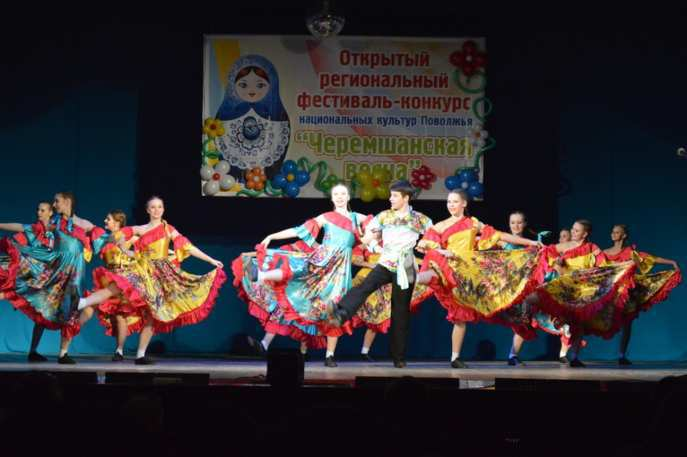 Открытый
региональный
фестиваль-конкурс
национальных культур Поволжья
“Черемшанская
весна”